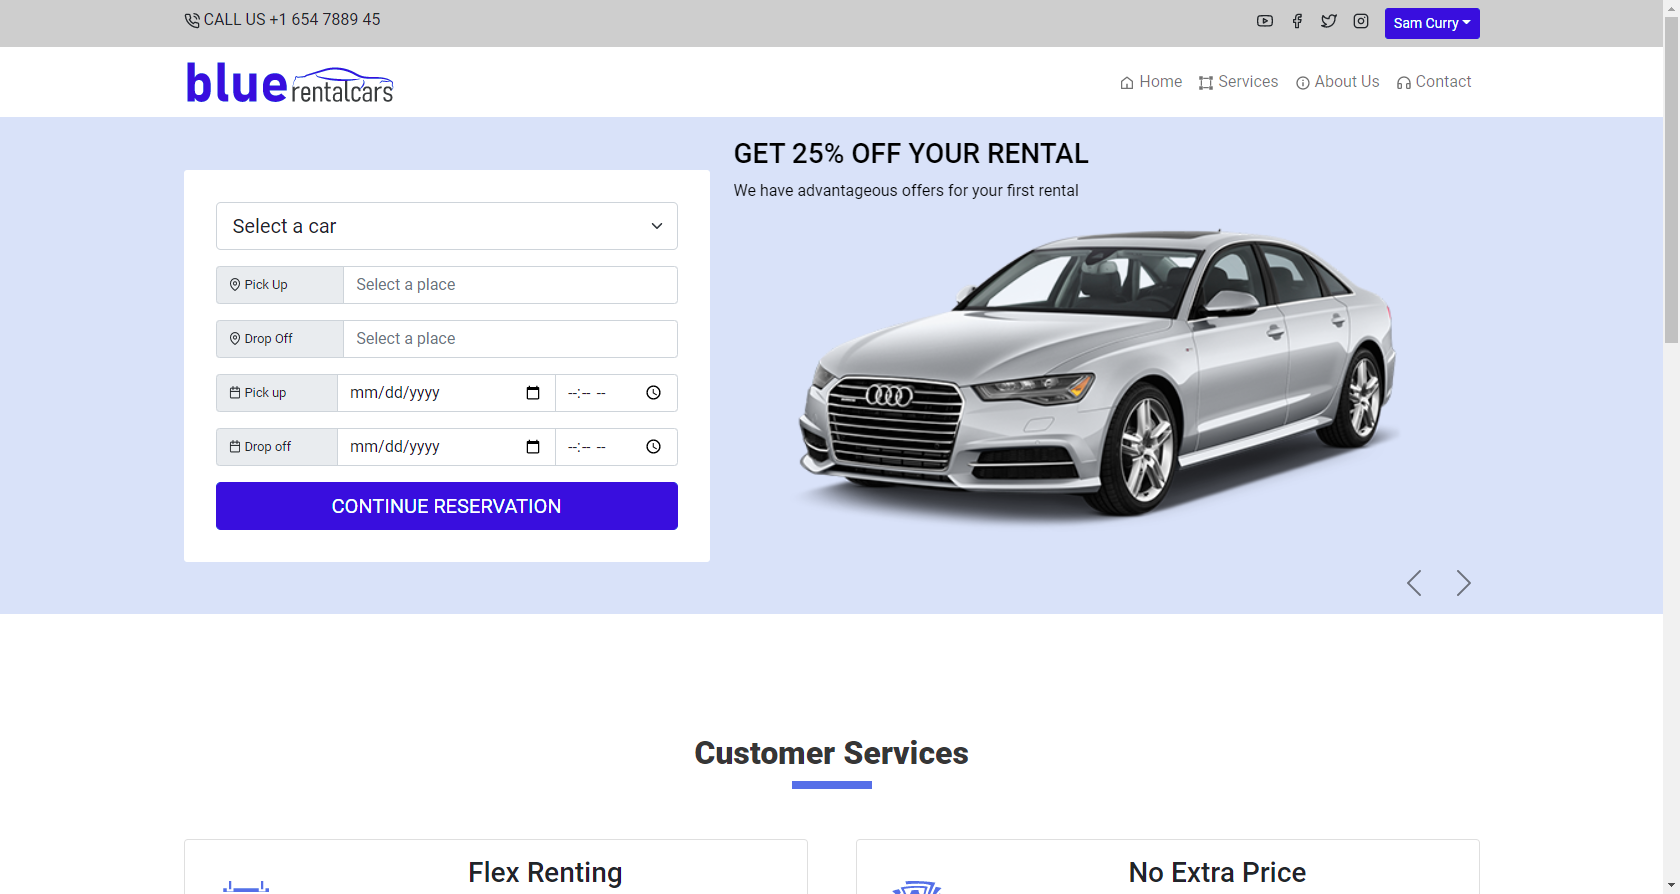 CALL US +1 654 7889 45
Sam Curry
blue rentalcars
Home
Services
About Us
Contact
GET 25% OFF YOUR RENTAL
We have advantageous offers for your first rental
Select a car
Pick Up
Select a place
Drop Off
Select a place
Pick up
mm/dd/yyyy
--:-- --
Drop off
mm/dd/yyyy
--:-- --
CONTINUE RESERVATION
Customer Services
Flex Renting
No Extra Price